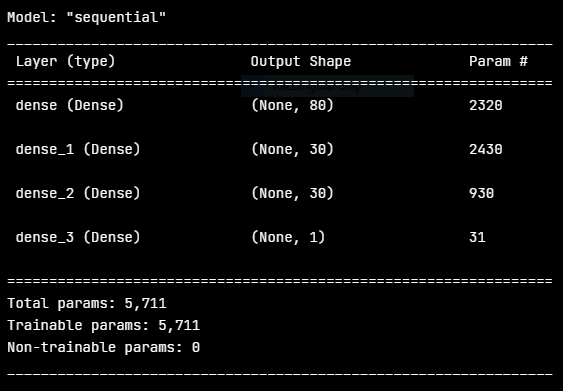 Model: "sequential"
_________________________________________________________________
Layer (type) Output Shape Param #
=================================================================
dense (Dense) (None, 80) 2320
dense_1 (Dense) (None, 30) 2430
dense_2 (Dense) (None, 30) 930
dense_3 (Dense) (None, 1) 31
=================================================================
Total params: 5,711
Trainable params: 5,711
Non-trainable params: 0
_________________________________________________________________